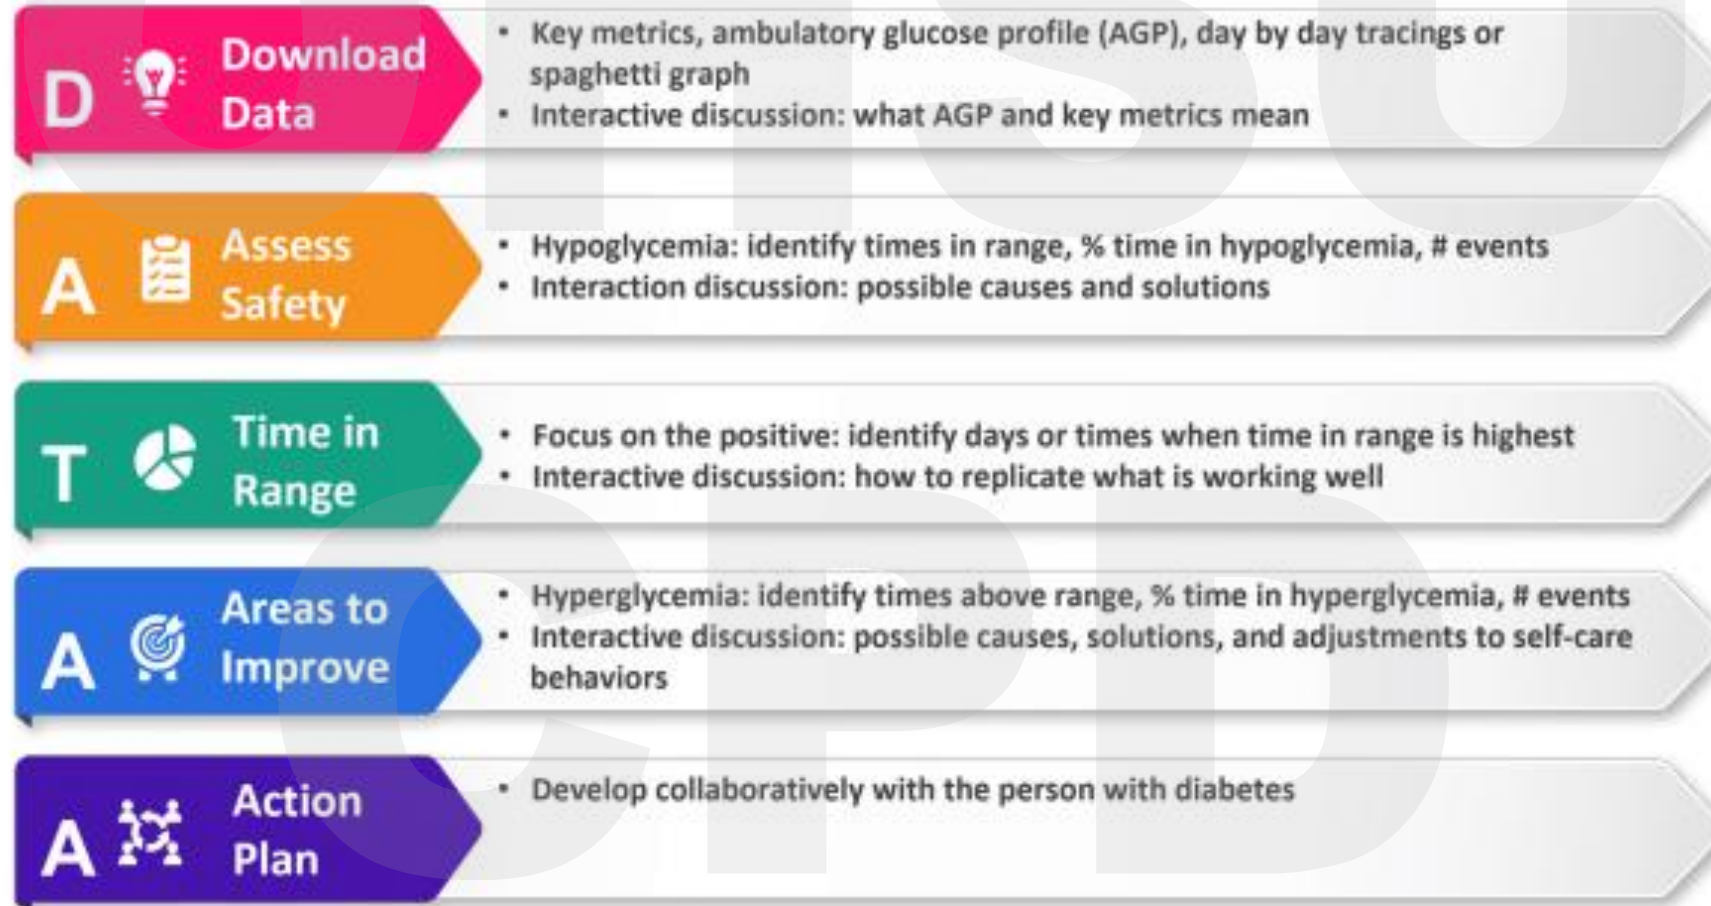 D
Download
Data
• Key metrics, ambulatory glucose profile (AGP), day by day tracings or
spaghetti graph
• Interactive discussion: what AGP and key metrics mean
A
Assess
Safety
• Hypoglycemia: identify times in range, % time in hypoglycemia, # events
• Interaction discussion: possible causes and solutions
T
Time in
Range
• Focus on the positive: identify days or times when time in range is highest
• Interactive discussion: how to replicate what is working well
A
Areas to
Improve
• Hyperglycemia: identify times above range, % time in hyperglycemia, # events
• Interactive discussion: possible causes, solutions, and adjustments to self-care
behaviors
A
Action
Plan
• Develop collaboratively with the person with diabetes
CPD